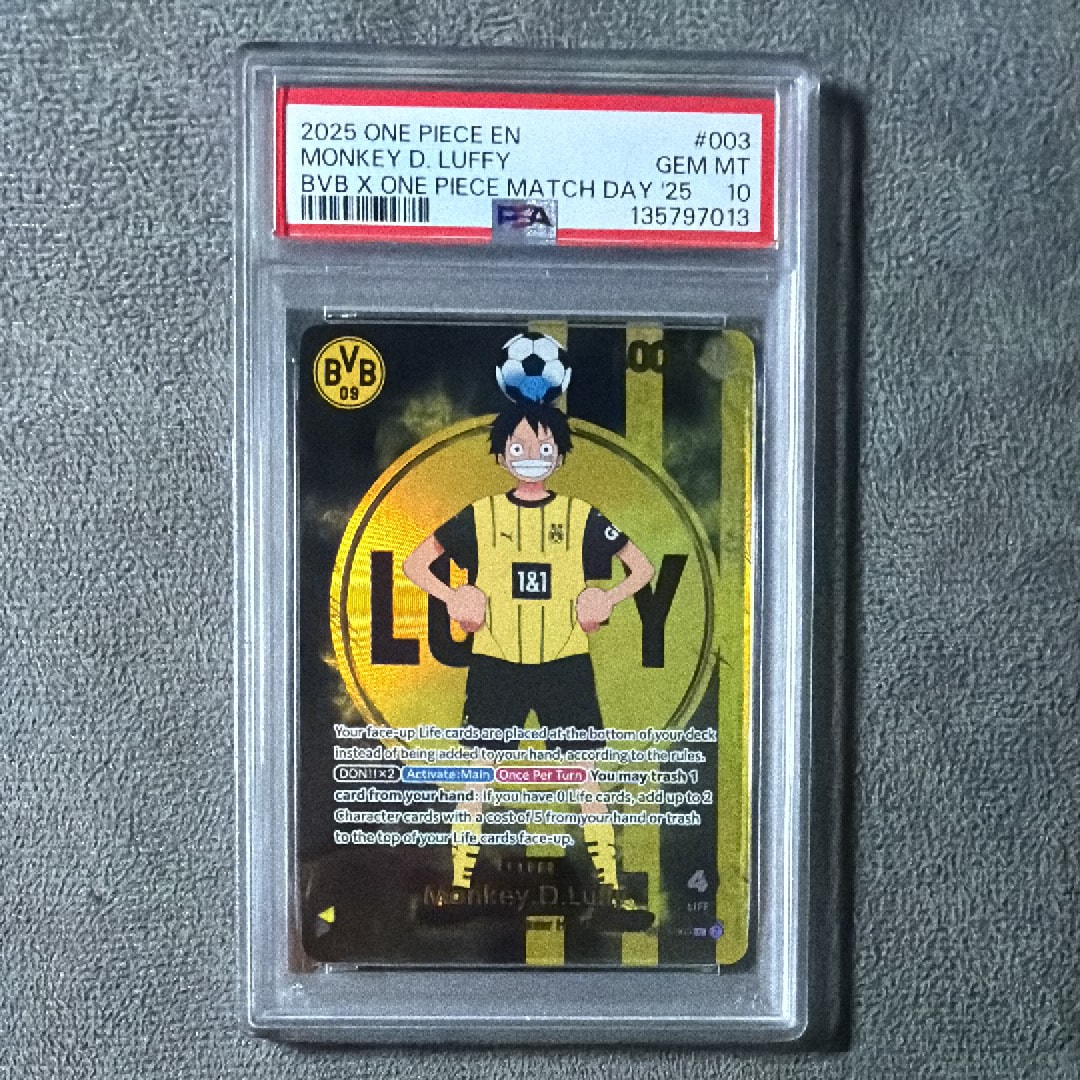 2025 ONE PIECE EN #003
MONKEY D. LUFFY GEM MT
BVB X ONE PIECE MATCH DAY '25 10
PSA 135797013
BVB
09
1&1
Your face-up Life cards are placed at the bottom of your deck
instead of being added to your hand, according to the rules.
DON!!×2 Activate:Main Once Per Turn You may trash 1
card from your hand: If you have 0 Life cards, add up to 2
Character cards with a cost of 5 from your hand or trash
to the top of your Life cards face-up.
LEADER
Monkey.D.Luffy
4
LIFE